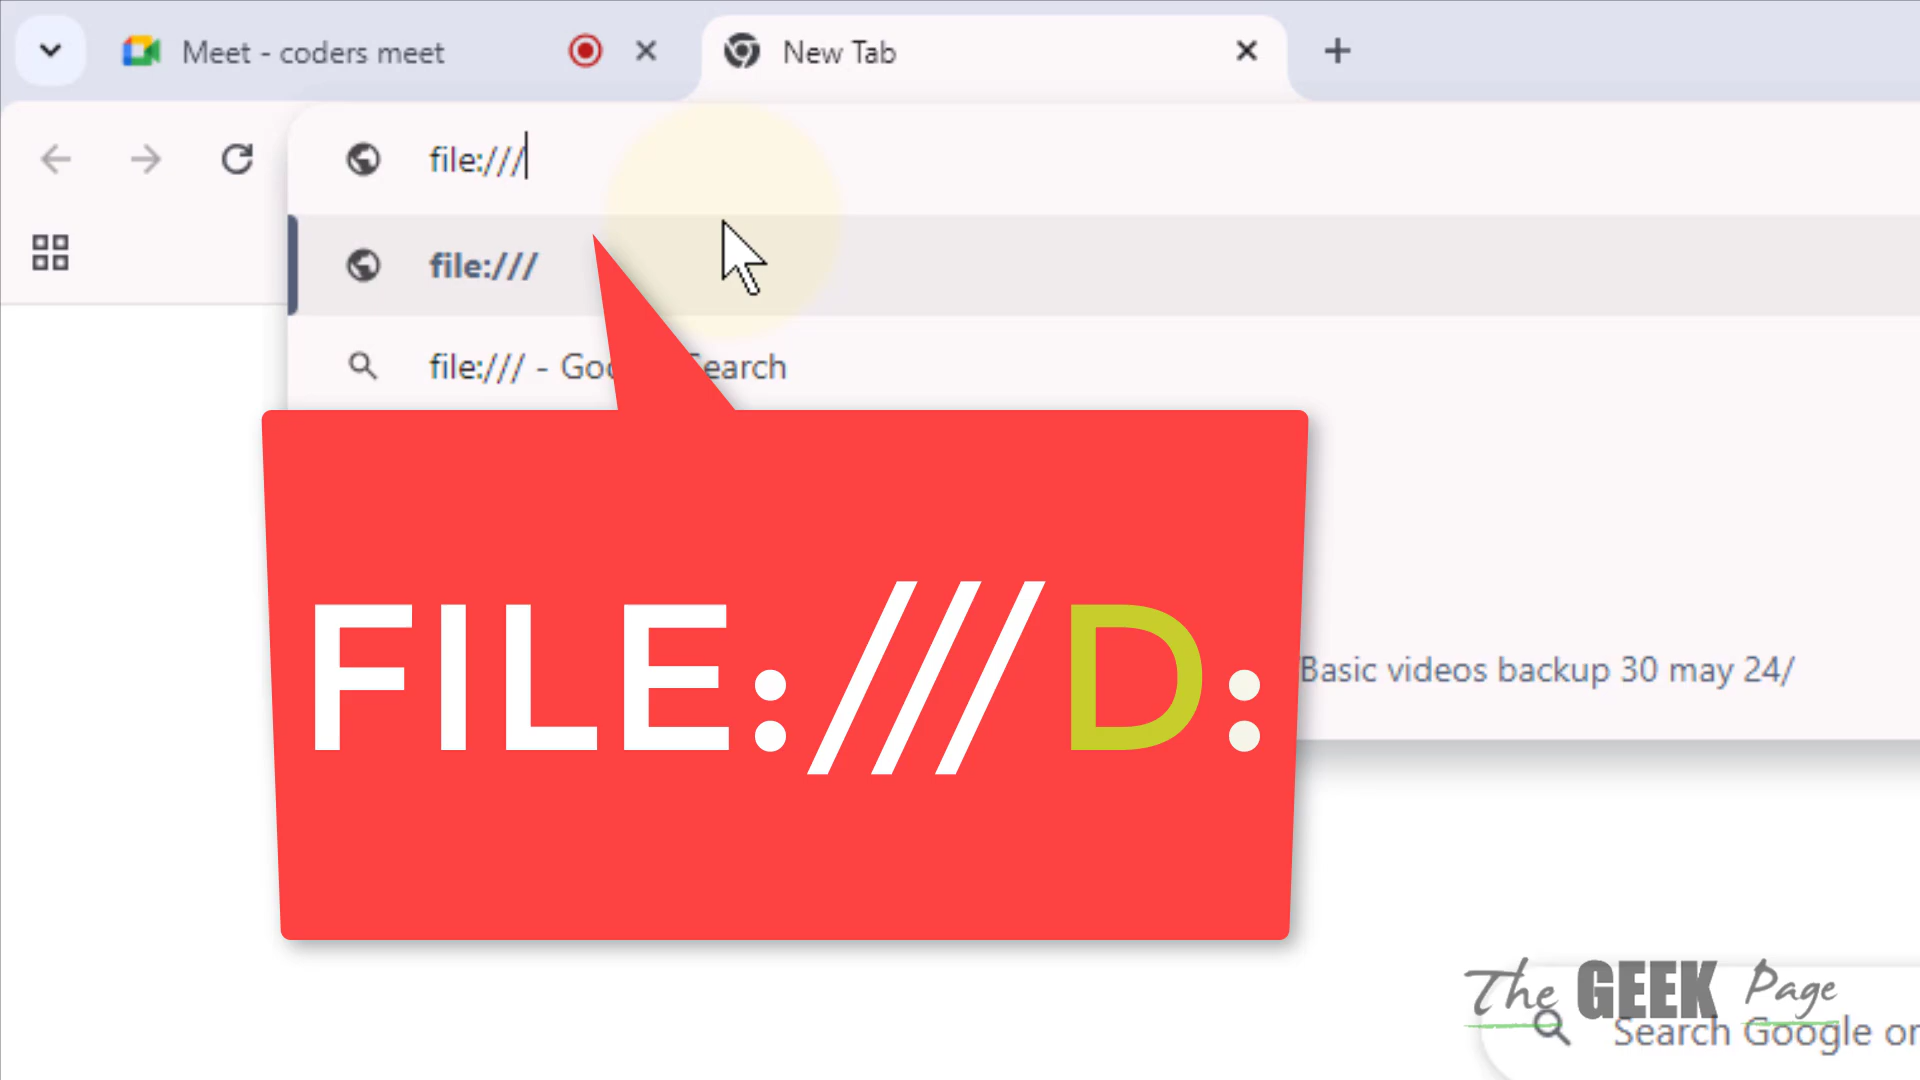 Meet - coders meet
New Tab
file:///
file:///
file:/// - Goo Search
FILE:///D:
Basic videos backup 30 may 24/
The GEEK Page
Search Google or